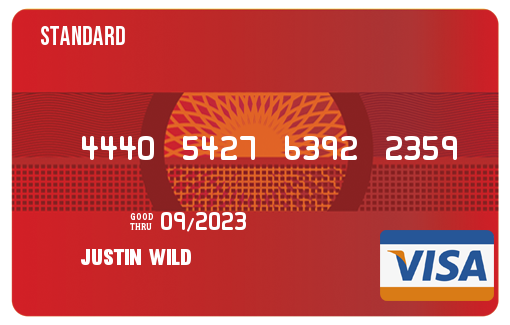 STANDARD
4440 5427 6392 2359
GOOD THRU 09/2023
JUSTIN WILD
VISA